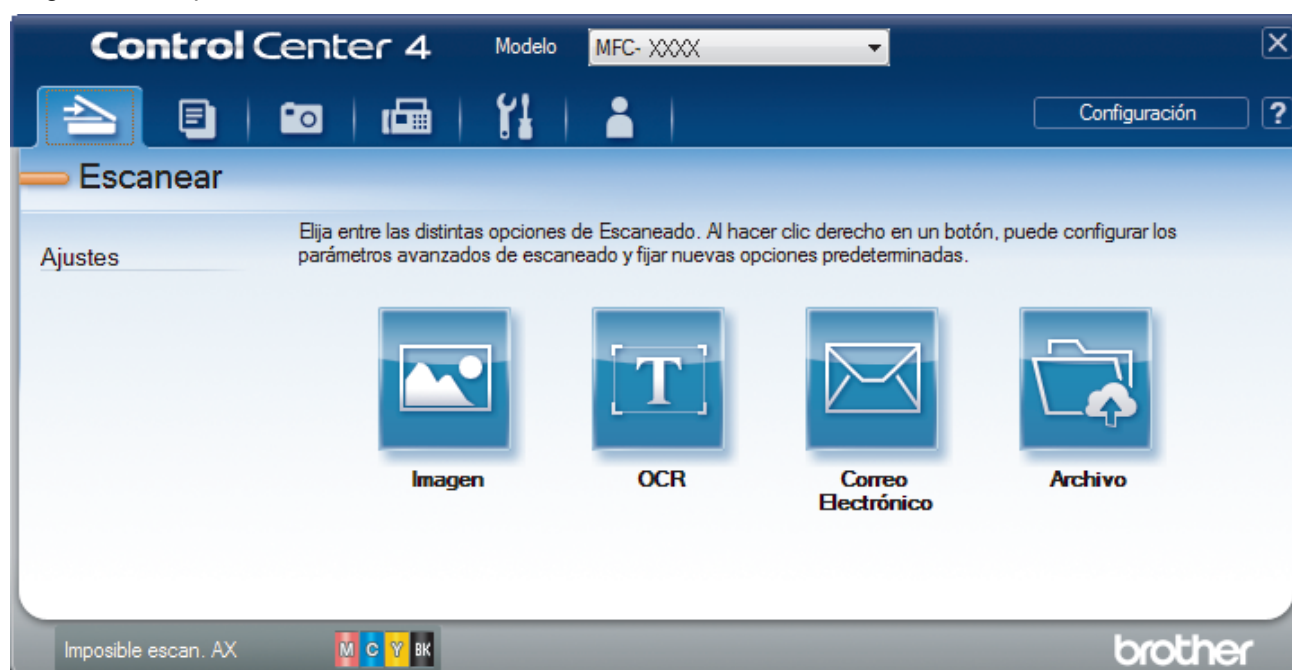 Control Center 4
Modelo
MFC- XXXX
Configuración
?
Escanear
Ajustes
Elija entre las distintas opciones de Escaneado. Al hacer clic derecho en un botón, puede configurar los
parámetros avanzados de escaneado y fijar nuevas opciones predeterminadas.
T
Imagen
OCR
Correo
Electrónico
Archivo
Imposible escan. AX
M C Y BK
brother